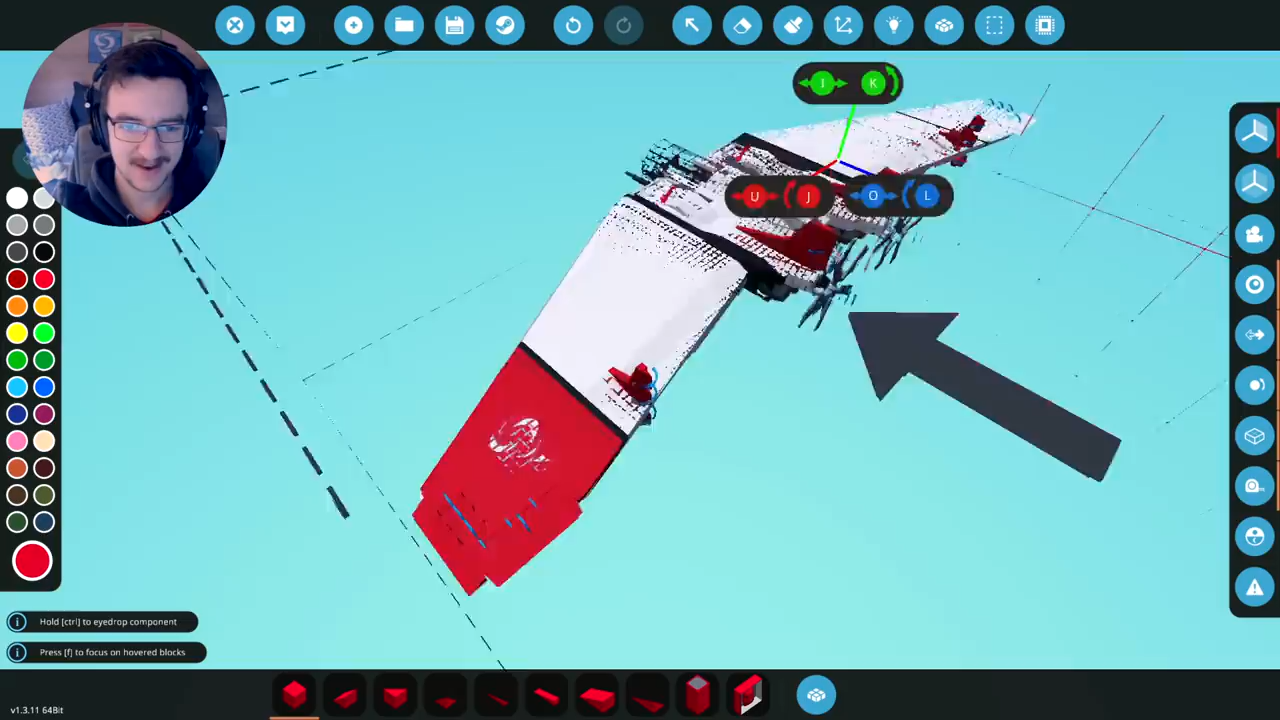 I K
U J O L
Hold [ctrl] to eyedrop component
Press [f] to focus on hovered blocks
v1.3.11 64Bit